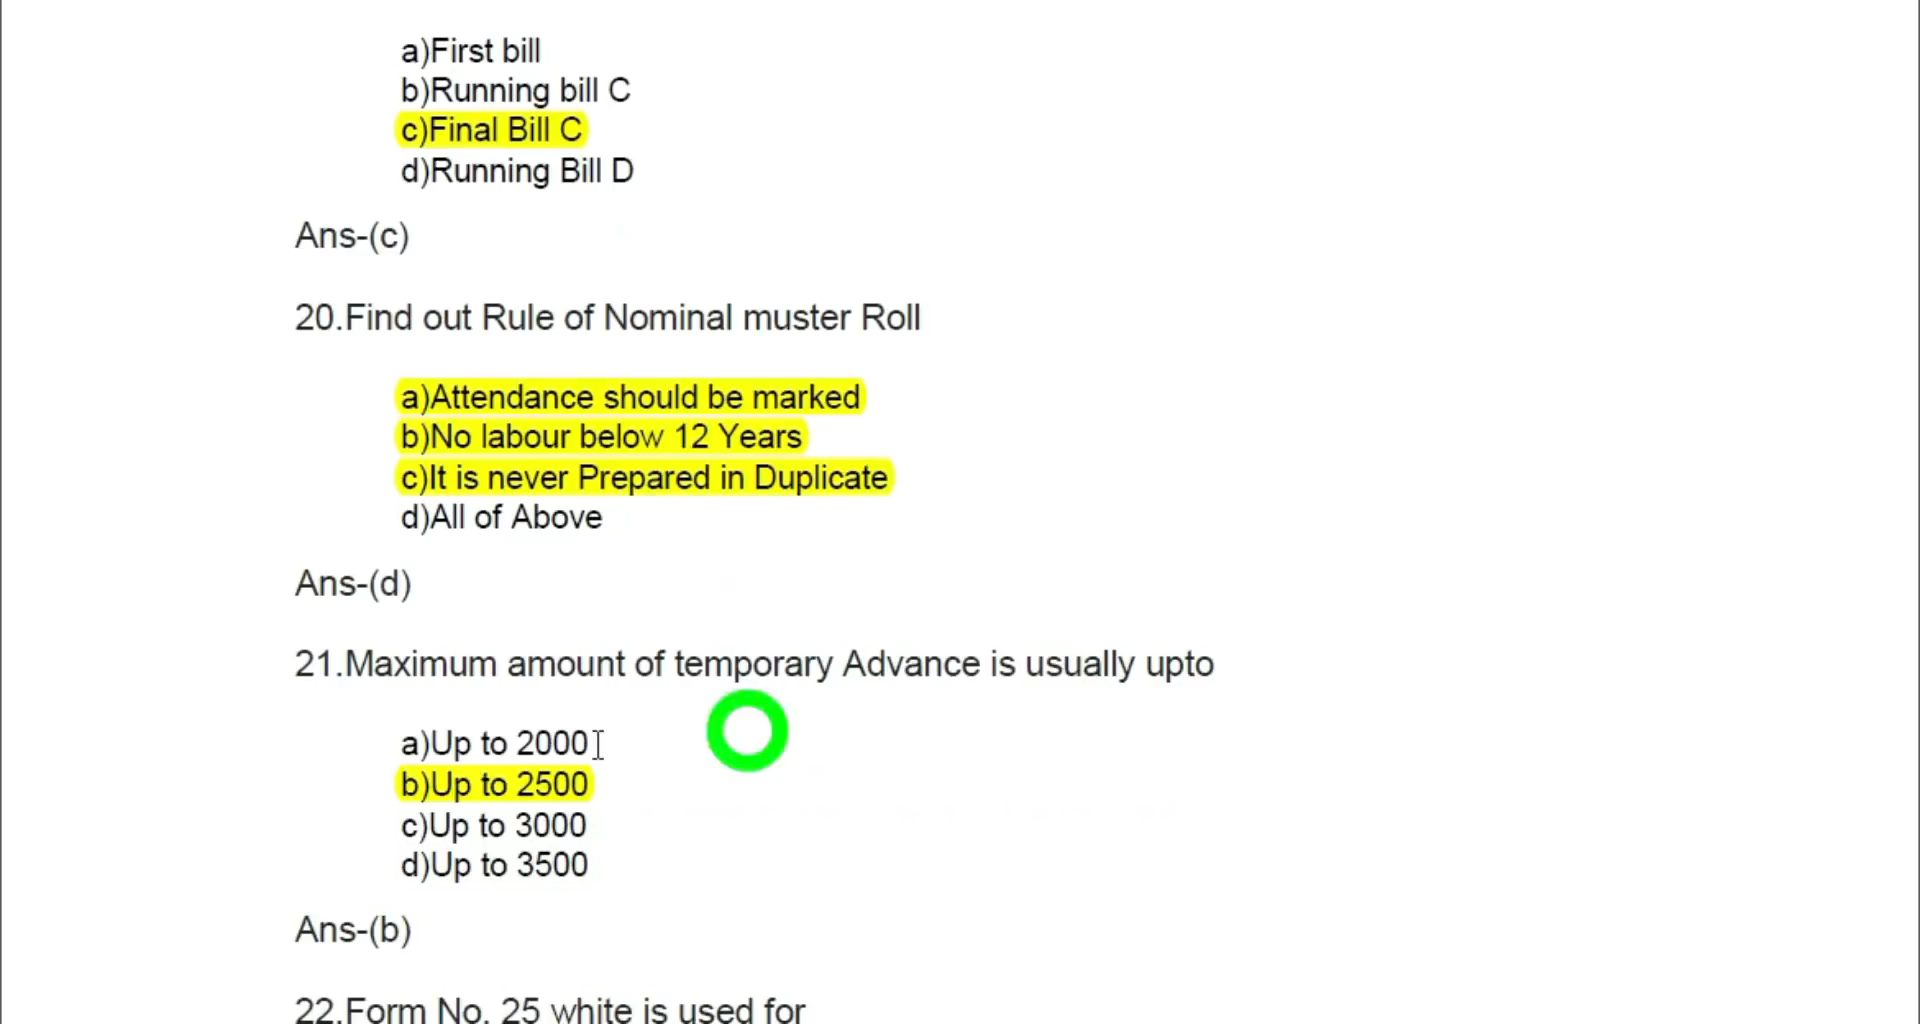 a)First bill
b)Running bill C
c)Final Bill C
d)Running Bill D
Ans-(c)
20.Find out Rule of Nominal muster Roll
a)Attendance should be marked
b)No labour below 12 Years
c)It is never Prepared in Duplicate
d)All of Above
Ans-(d)
21.Maximum amount of temporary Advance is usually upto
a)Up to 2000
b)Up to 2500
c)Up to 3000
d)Up to 3500
Ans-(b)
22.Form No. 25 white is used for